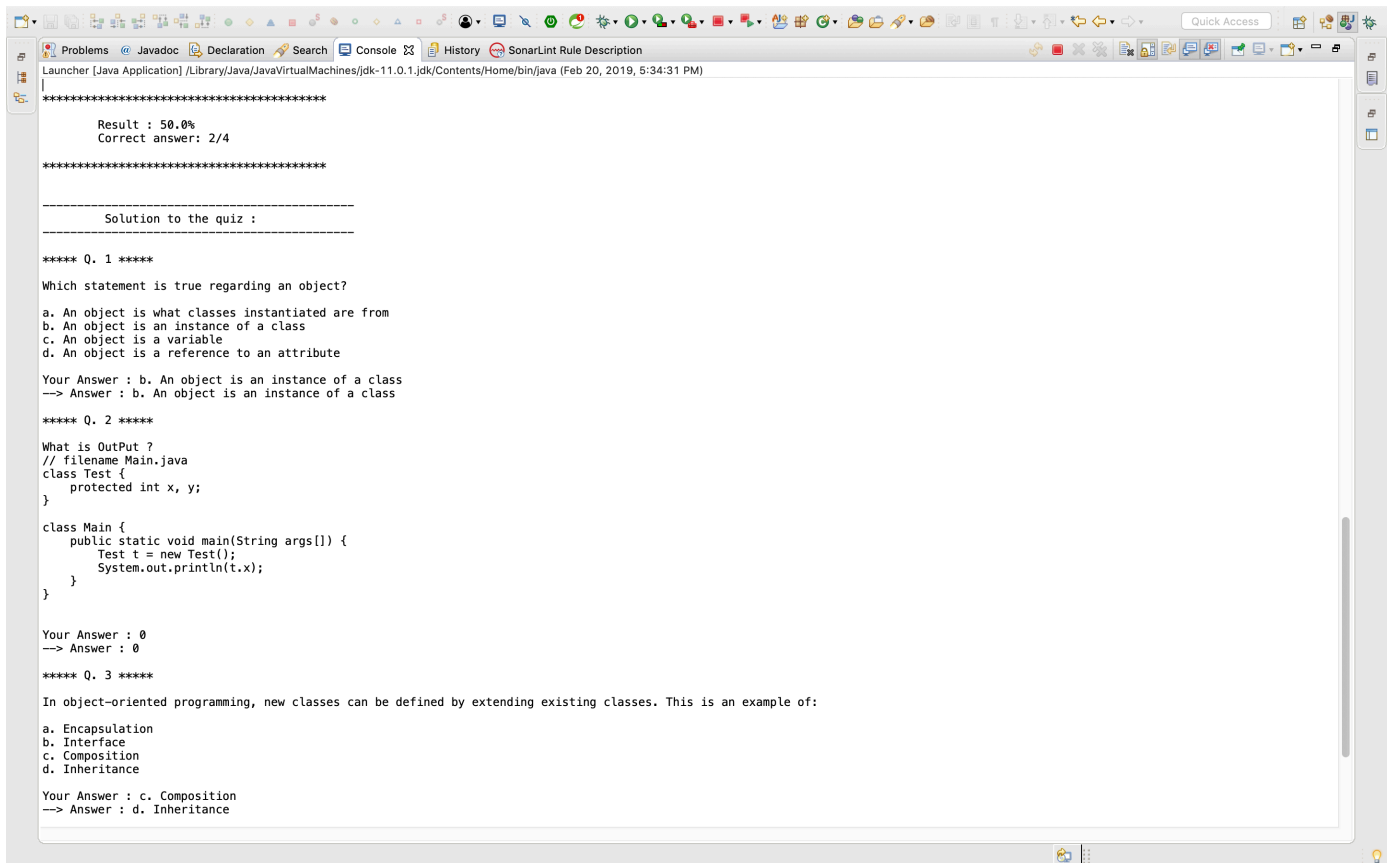 Quick Access
Problems @ Javadoc Declaration Search Console History SonarLint Rule Description
Launcher [Java Application] /Library/Java/JavaVirtualMachines/jdk-11.0.1.jdk/Contents/Home/bin/java (Feb 20, 2019, 5:34:31 PM)
*****************************************
Result : 50.0%
Correct answer: 2/4
*****************************************
---------------------------------------------
Solution to the quiz :
---------------------------------------------
***** Q. 1 *****
Which statement is true regarding an object?
a. An object is what classes instantiated are from
b. An object is an instance of a class
c. An object is a variable
d. An object is a reference to an attribute
Your Answer : b. An object is an instance of a class
--> Answer : b. An object is an instance of a class
***** Q. 2 *****
What is OutPut ?
// filename Main.java
class Test {
    protected int x, y;
}
class Main {
    public static void main(String args[]) {
        Test t = new Test();
        System.out.println(t.x);
    }
}
Your Answer : 0
--> Answer : 0
***** Q. 3 *****
In object-oriented programming, new classes can be defined by extending existing classes. This is an example of:
a. Encapsulation
b. Interface
c. Composition
d. Inheritance
Your Answer : c. Composition
--> Answer : d. Inheritance